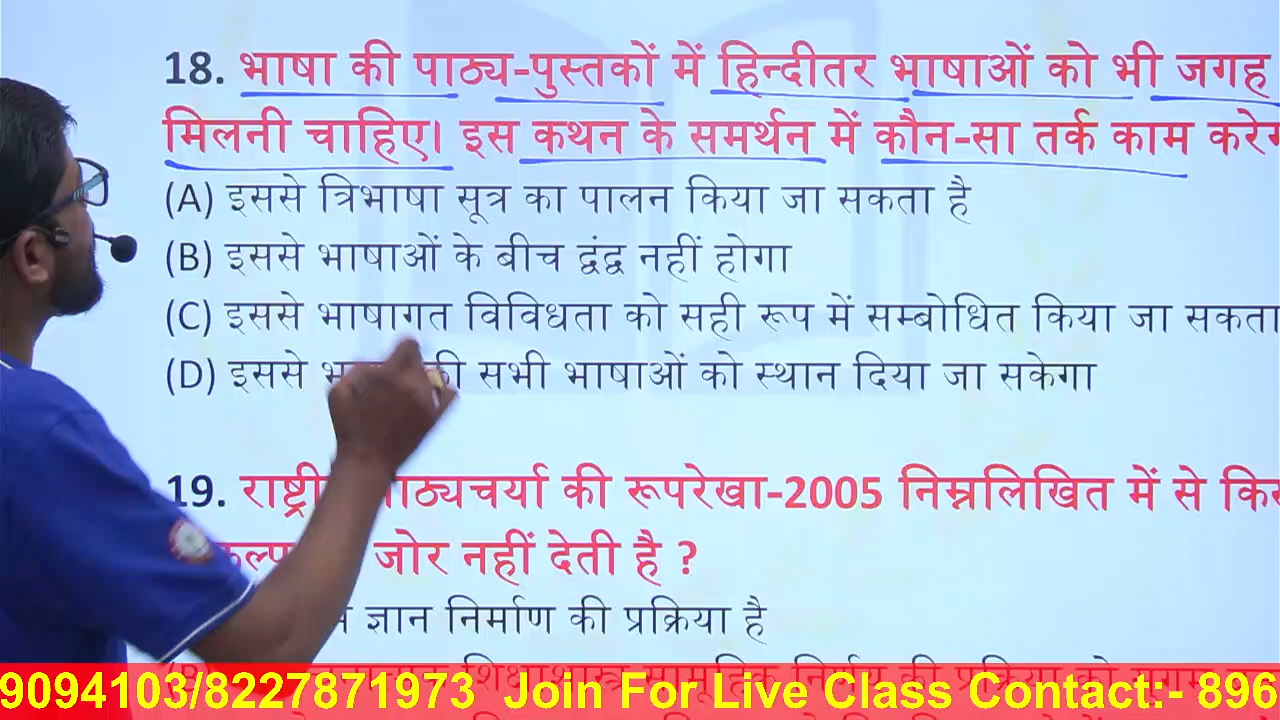 18. भाषा की पाठ्य-पुस्तकों में हिन्दीतर भाषाओं को भी जगह
मिलनी चाहिए। इस कथन के समर्थन में कौन-सा तर्क काम
(A) इससे त्रिभाषा सूत्र का पालन किया जा सकता है
(B) इससे भाषाओं के बीच द्वंद्व नहीं होगा
(C) इससे भाषागत विविधता को सही रूप में सम्बोधित किया जा सकता
(D) इससे की सभी भाषाओं को स्थान दिया जा सकेगा
19. की रूपरेखा-2005 निम्नलिखित में से
जोर नहीं देती है ?
ज्ञान निर्माण की प्रक्रिया है
9094103/8227871973 Join For Live Class Contact:- 896